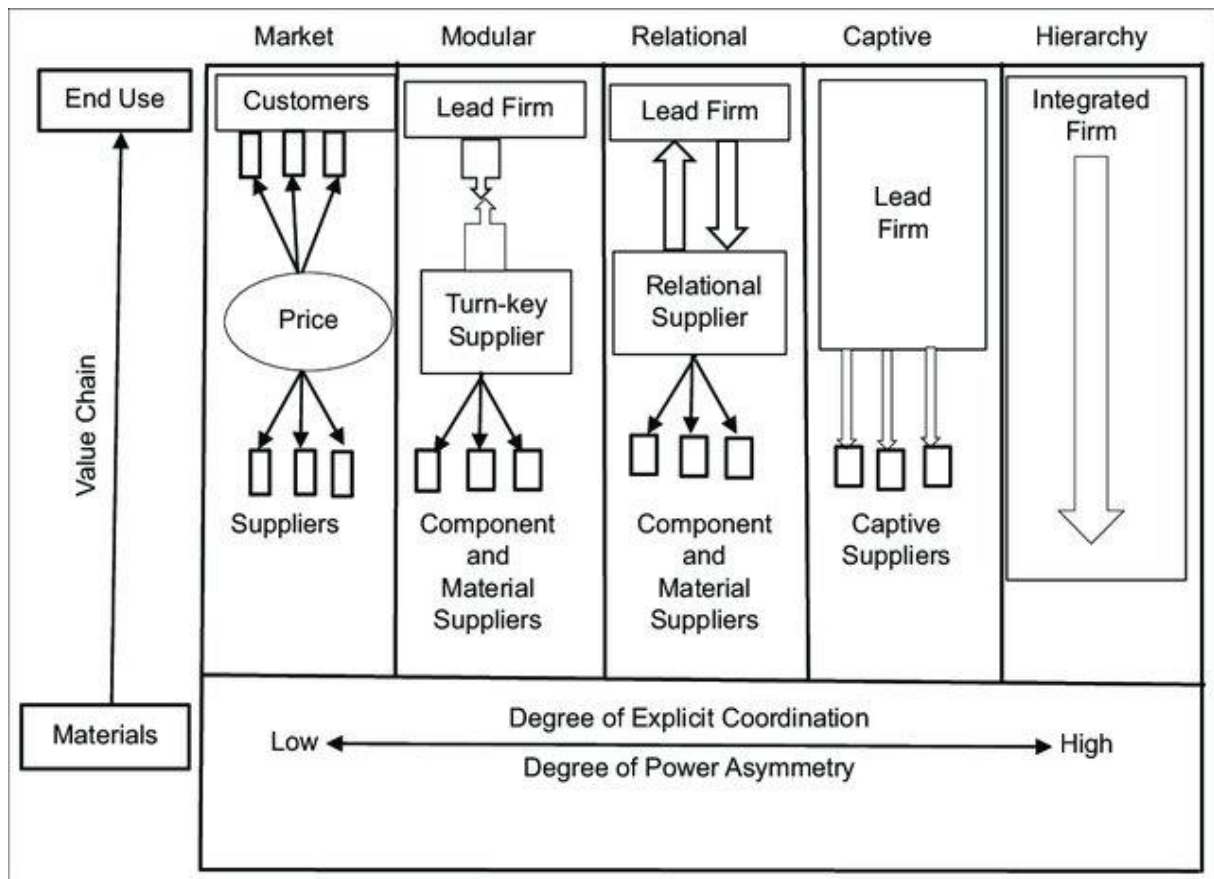 Market
Modular
Relational
Captive
Hierarchy
End Use
Value Chain
Materials
Customers
Price
Suppliers
Lead Firm
Turn-key
Supplier
Component
and
Material
Suppliers
Lead Firm
Relational
Supplier
Component
and
Material
Suppliers
Lead
Firm
Captive
Suppliers
Integrated
Firm
Degree of Explicit Coordination
Low
High
Degree of Power Asymmetry